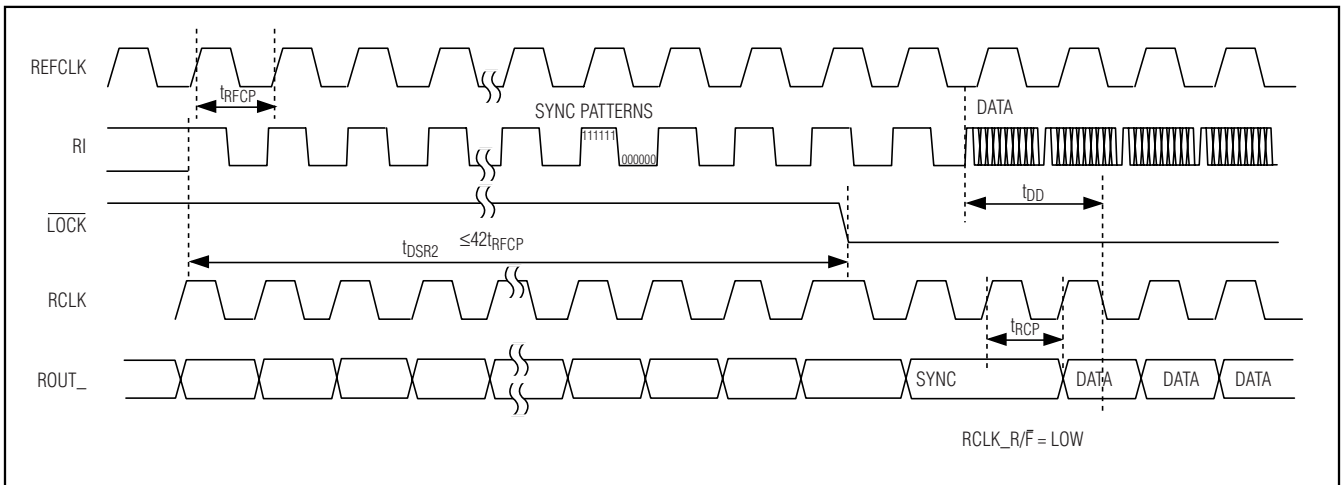 REFCLK
tRFCP
SYNC PATTERNS
DATA
RI
111111
000000
tDD
LOCK
≤42tRFCP
tDSR2
RCLK
tRCP
ROUT_
SYNC
DATA
DATA
DATA
RCLK_R/F̅ = LOW